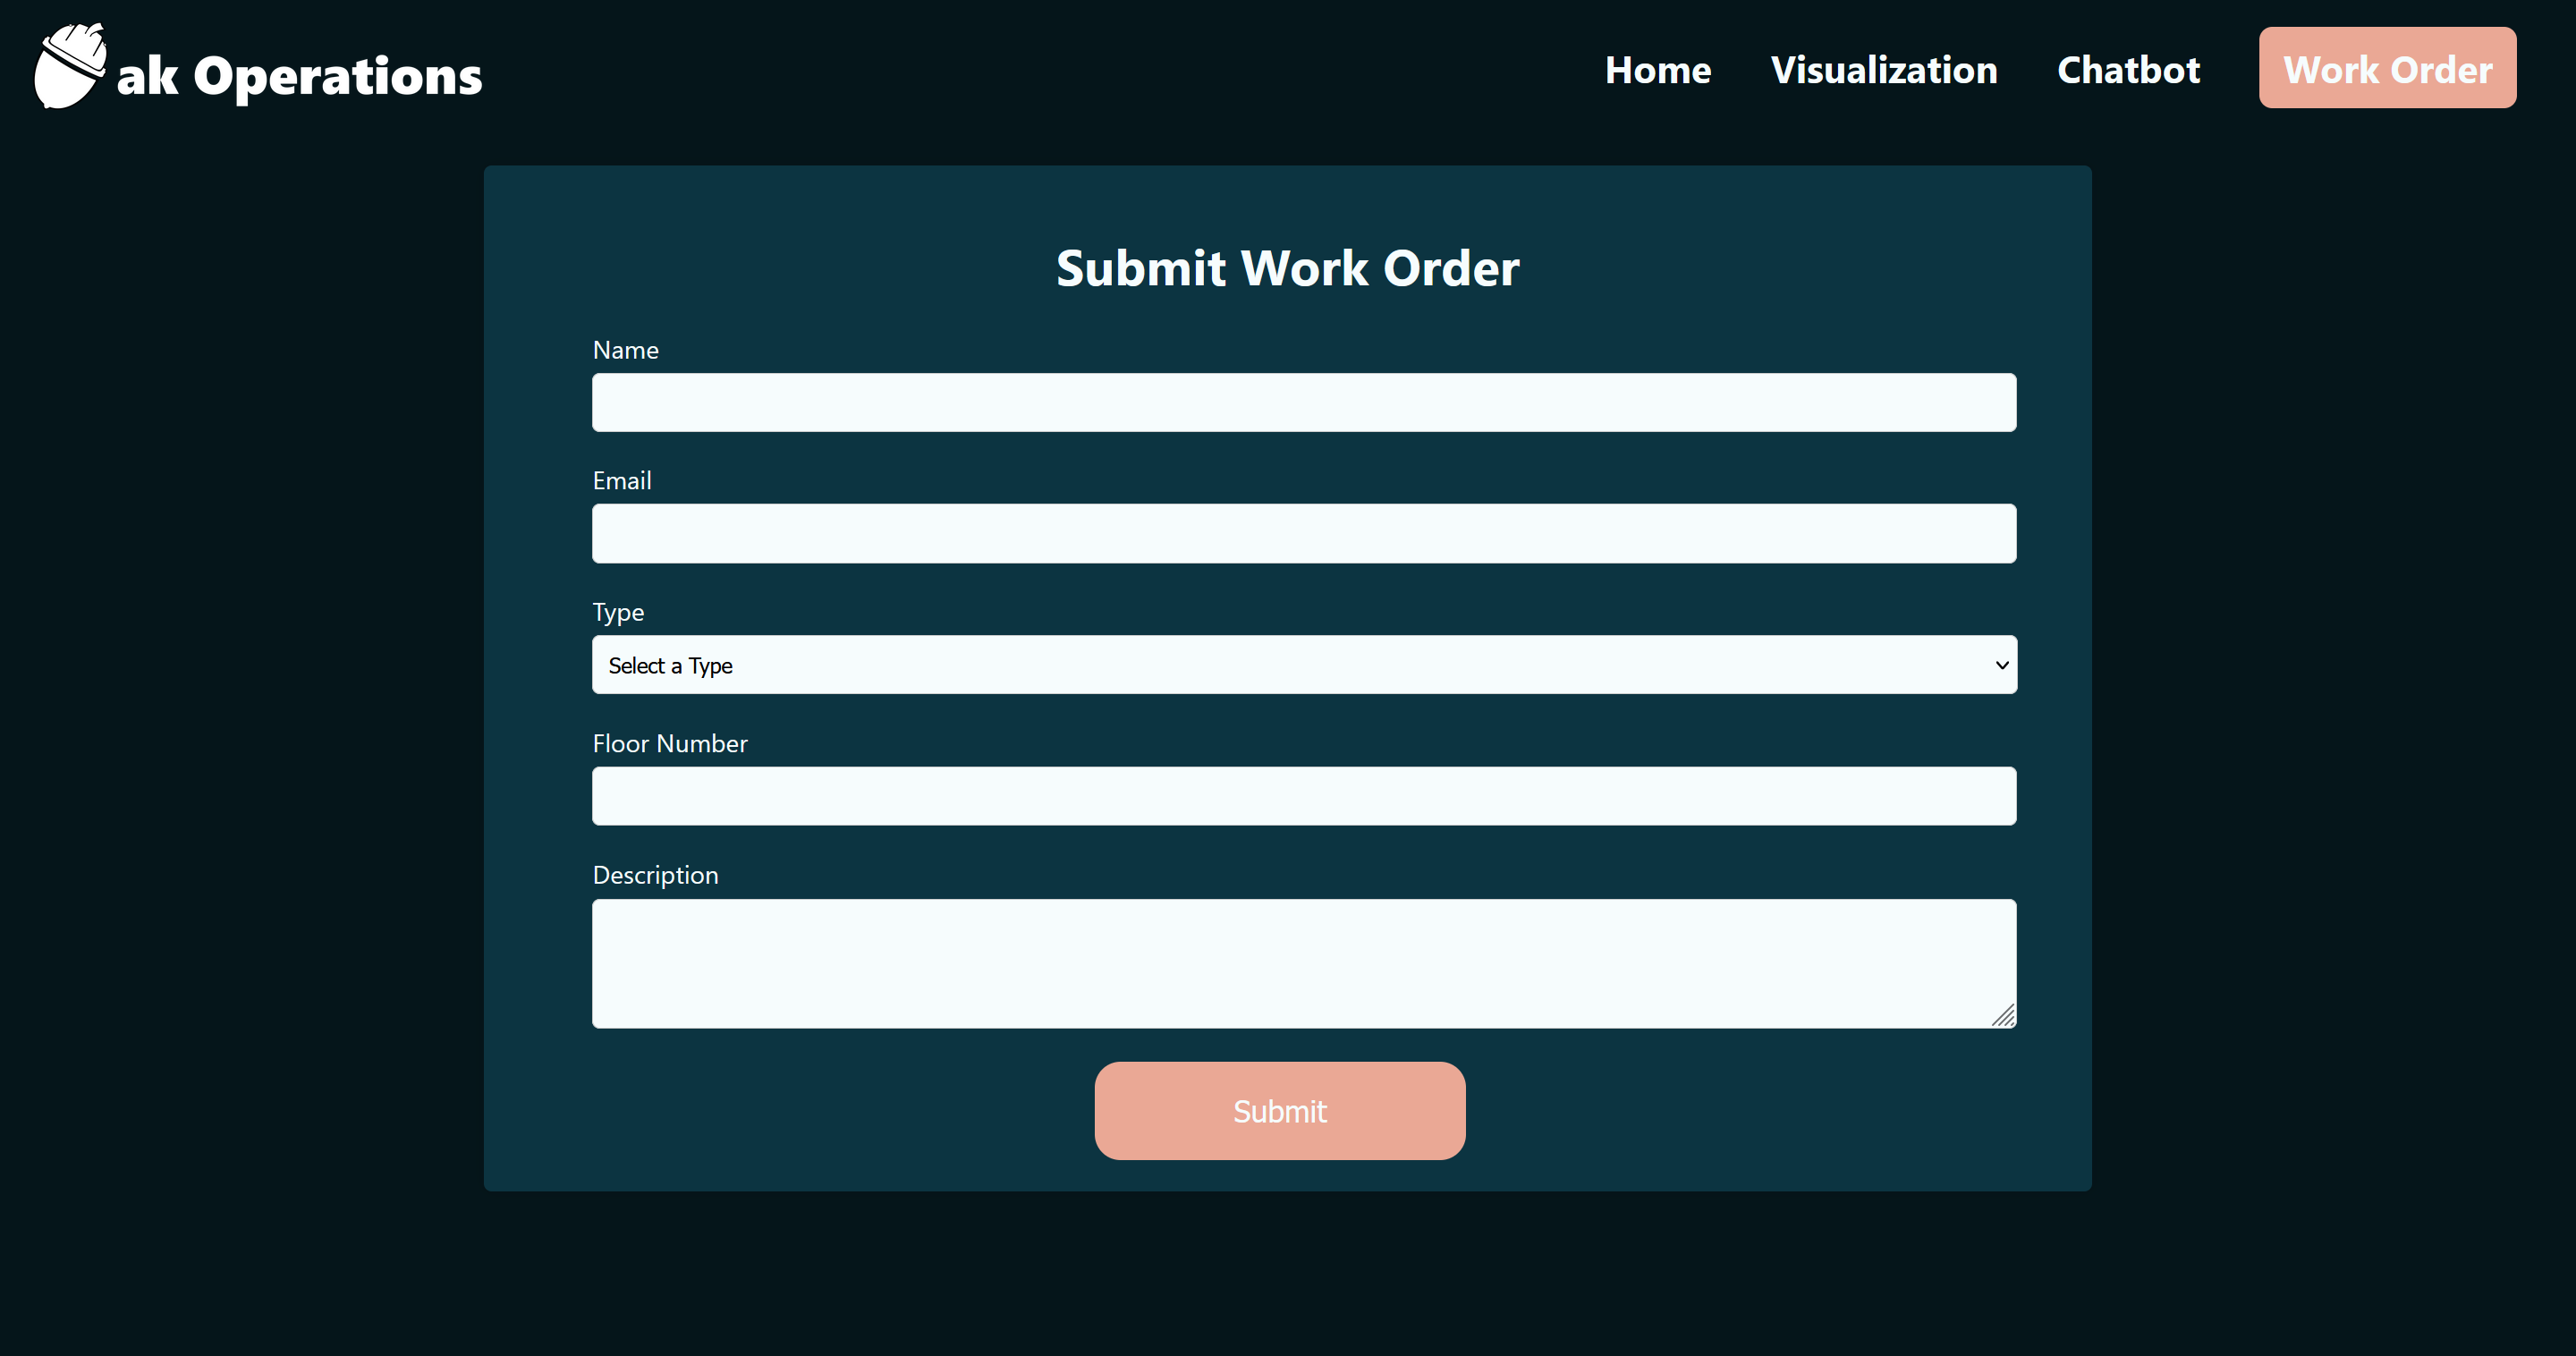 ak Operations
Home Visualization Chatbot Work Order
Submit Work Order
Name
Email
Type
Select a Type
Floor Number
Description
Submit